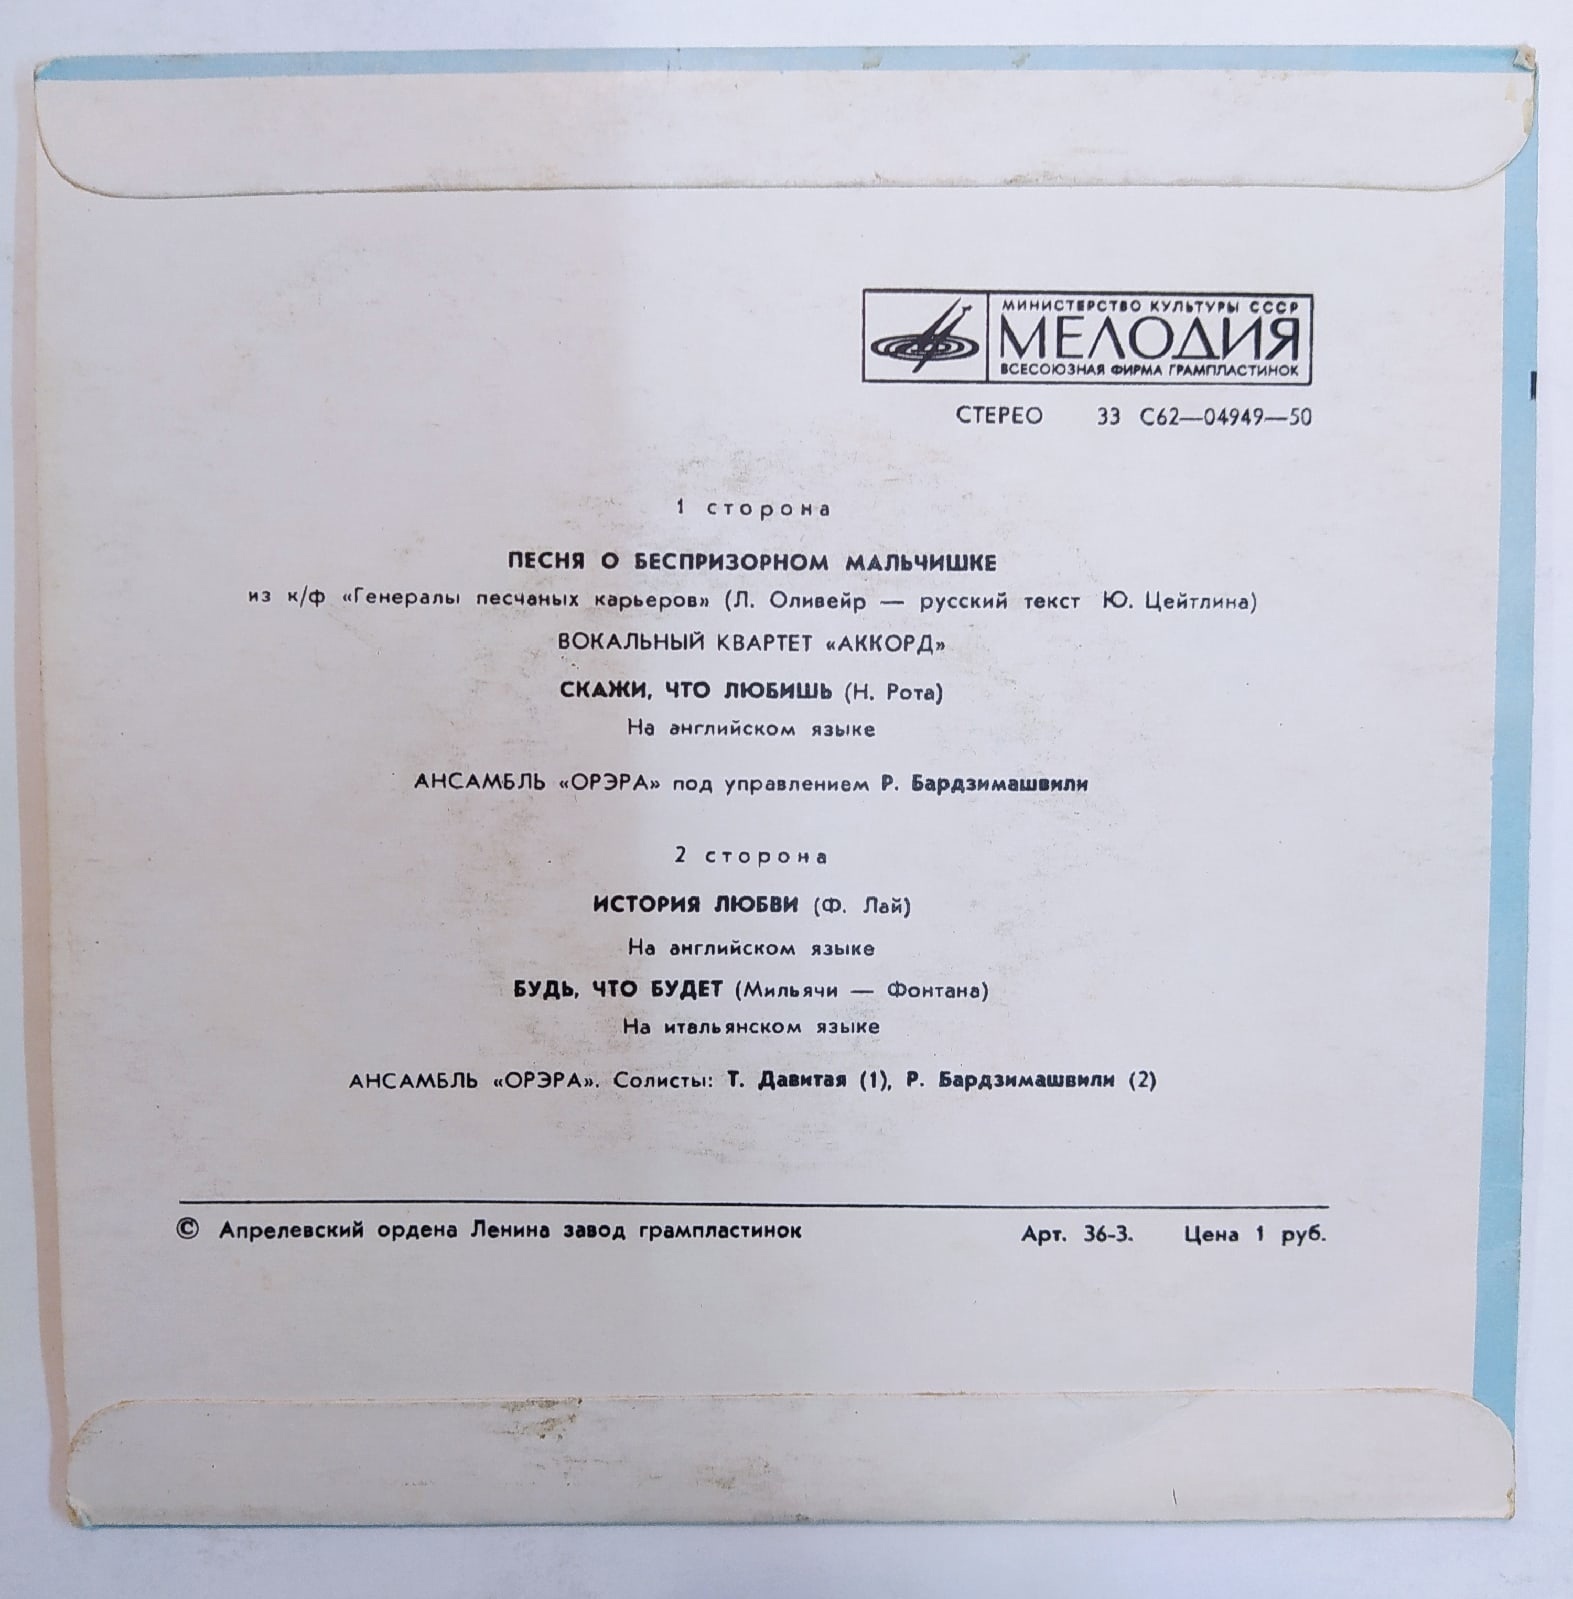 МИНИСТЕРСТВО КУЛЬТУРЫ СССР
МЕЛОДИЯ
ВСЕСОЮЗНАЯ ФИРМА ГРАМПЛАСТИНОК
СТЕРЕО 33 С62—04949—50
1 сторона
ПЕСНЯ О БЕСПРИЗОРНОМ МАЛЬЧИШКЕ
из к/ф «Генералы песчаных карьеров» (Л. Оливейр — русский текст Ю. Цейтлина)
ВОКАЛЬНЫЙ КВАРТЕТ «АККОРД»
СКАЖИ, ЧТО ЛЮБИШЬ (Н. Рота)
На английском языке
АНСАМБЛЬ «ОРЭРА» под управлением Р. Бардзимашвили
2 сторона
ИСТОРИЯ ЛЮБВИ (Ф. Лай)
На английском языке
БУДЬ, ЧТО БУДЕТ (Мильячи — Фонтана)
На итальянском языке
АНСАМБЛЬ «ОРЭРА». Солисты: Т. Давитая (1), Р. Бардзимашвили (2)
© Апрелевский ордена Ленина завод грампластинок Арт. 36-3. Цена 1 руб.